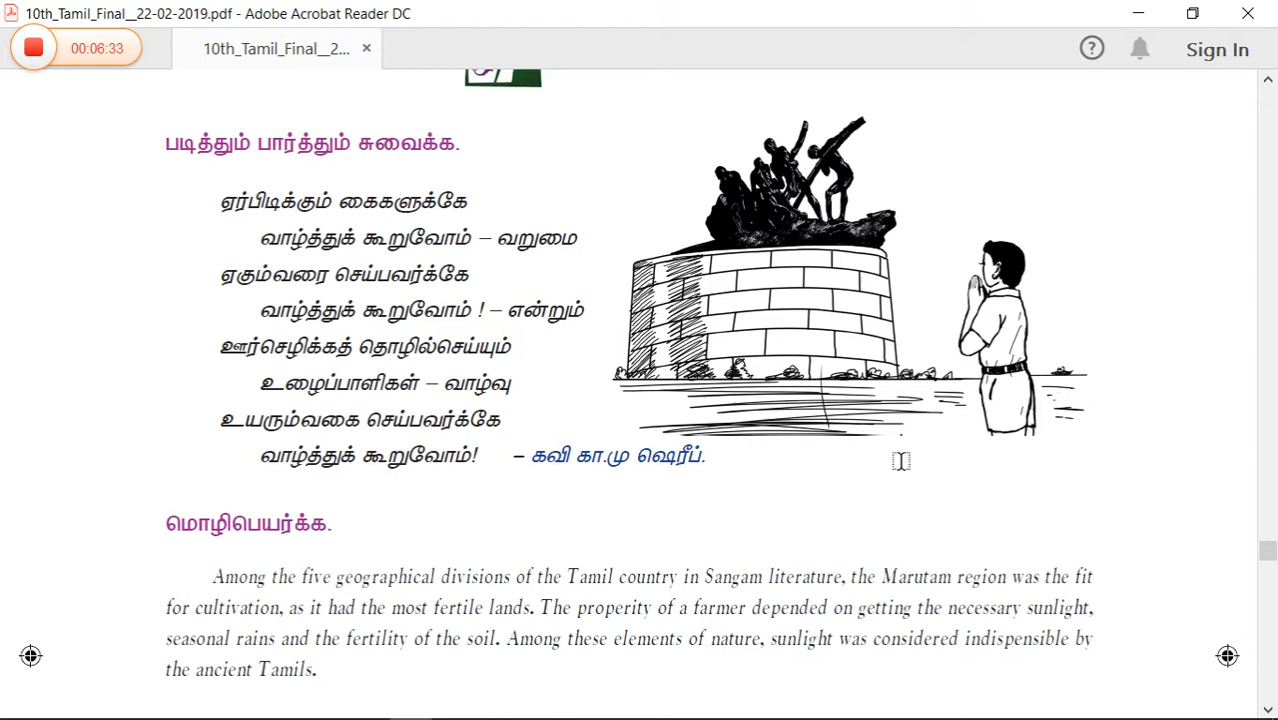 10th_Tamil_Final__22-02-2019.pdf - Adobe Acrobat Reader DC
00:06:33
10th_Tamil_Final__2...
Sign In
படித்தும் பார்த்தும் சுவைக்க.
ஏர்பிடிக்கும் கைகளுக்கே
வாழ்த்துக் கூறுவோம் – வறுமை
ஏகும்வரை செய்பவர்க்கே
வாழ்த்துக் கூறுவோம் ! – என்றும்
ஊர்செழிக்கத் தொழில்செய்யும்
உழைப்பாளிகள் – வாழ்வு
உயரும்வகை செய்பவர்க்கே
வாழ்த்துக் கூறுவோம்! – கவி கா.மு ஷெரீப்.
மொழிபெயர்க்க.
Among the five geographical divisions of the Tamil country in Sangam literature, the Marutam region was the fit
for cultivation, as it had the most fertile lands. The properity of a farmer depended on getting the necessary sunlight,
seasonal rains and the fertility of the soil. Among these elements of nature, sunlight was considered indispensible by
the ancient Tamils.